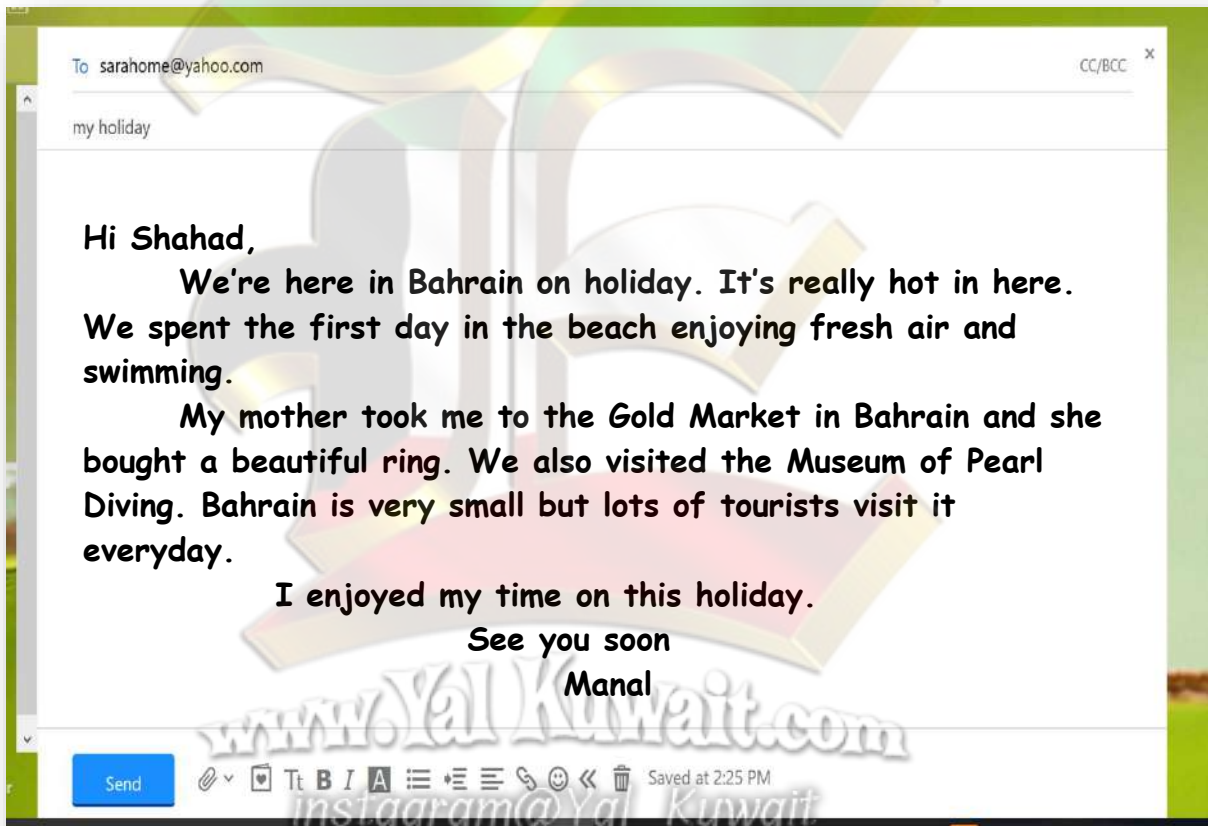 To sarahome@yahoo.com CC/BCC x
my holiday
Hi Shahad,
We're here in Bahrain on holiday. It's really hot in here.
We spent the first day in the beach enjoying fresh air and
swimming.
My mother took me to the Gold Market in Bahrain and she
bought a beautiful ring. We also visited the Museum of Pearl
Diving. Bahrain is very small but lots of tourists visit it
everyday.
I enjoyed my time on this holiday.
See you soon
Manal
www.Yal Kuwait.com
Send Tt B I A Saved at 2:25 PM
instagram@Yal_Kuwait